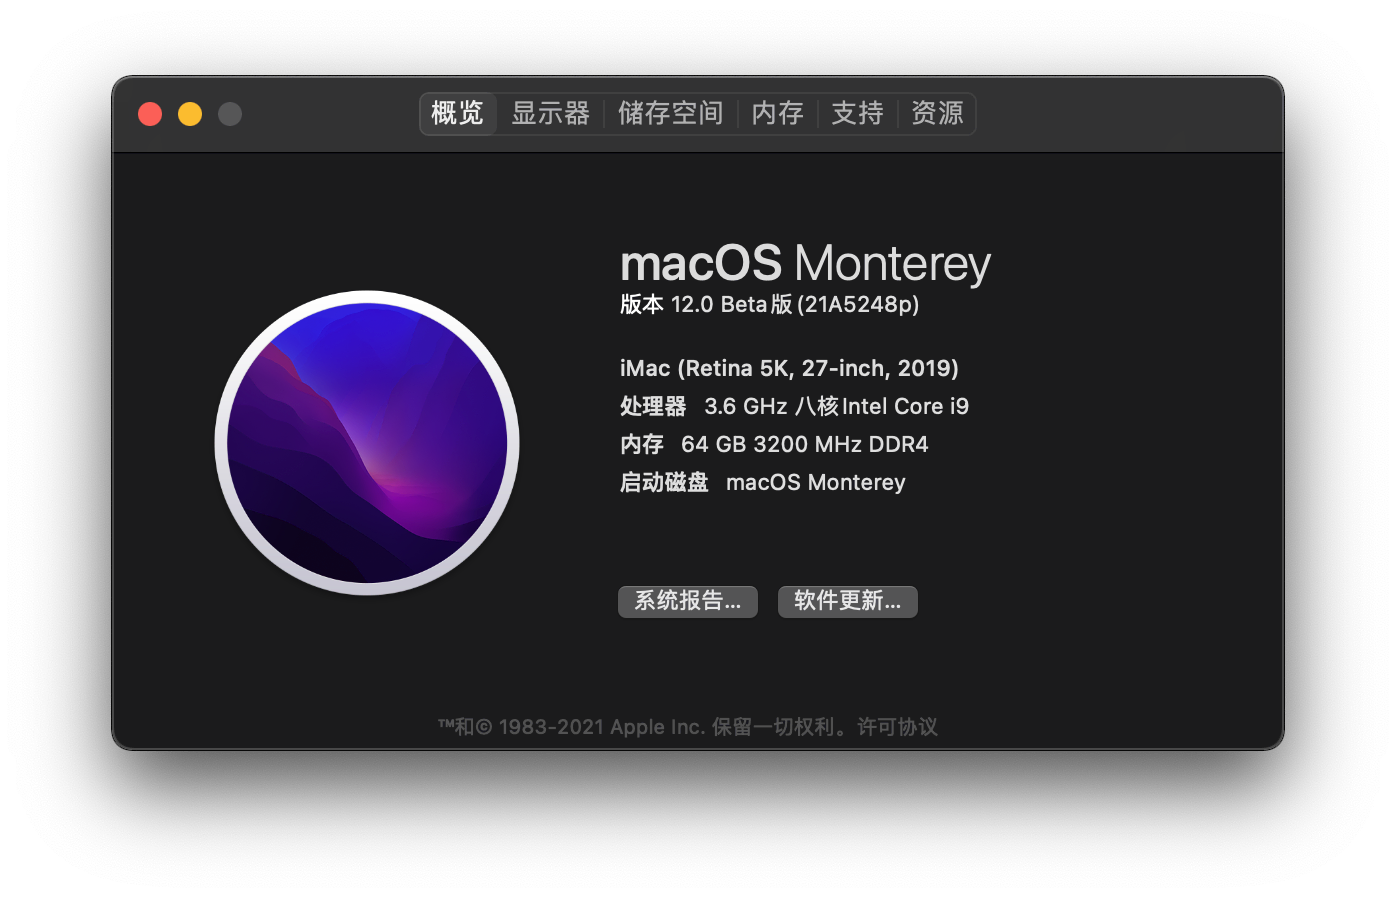 概览 显示器 储存空间 内存 支持 资源
macOS Monterey
版本 12.0 Beta版 (21A5248p)
iMac (Retina 5K, 27-inch, 2019)
处理器 3.6 GHz 八核Intel Core i9
内存 64 GB 3200 MHz DDR4
启动磁盘 macOS Monterey
系统报告... 软件更新...
™和© 1983-2021 Apple Inc. 保留一切权利。许可协议